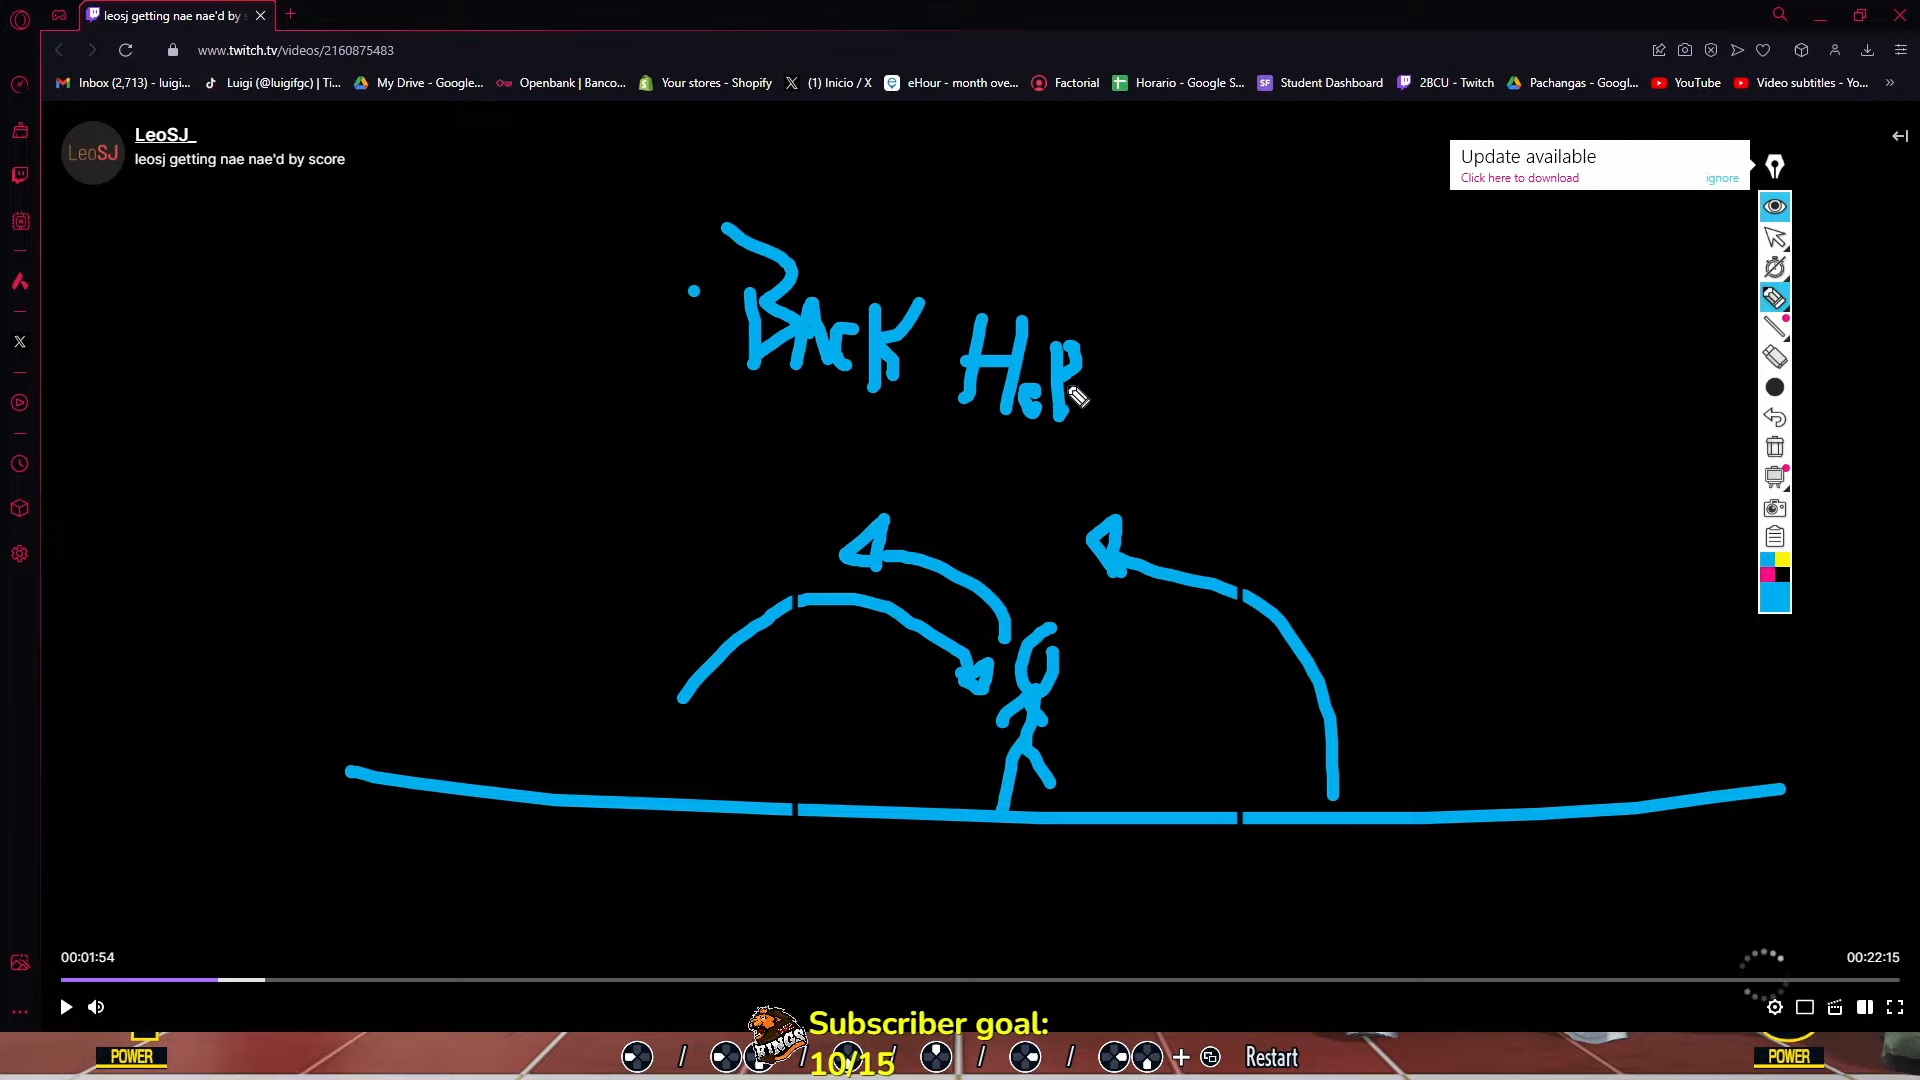 leosj getting nae nae'd by s
www.twitch.tv/videos/2160875483
Inbox (2,713) - luigi...
Luigi (@luigifgc) | Ti...
My Drive - Google...
Openbank | Banco...
Your stores - Shopify
(1) Inicio / X
eHour - month ove...
Factorial
Horario - Google S...
Student Dashboard
2BCU - Twitch
Pachangas - Googl...
YouTube
Video subtitles - Yo...
LeoSJ
LeoSJ_
leosj getting nae nae'd by score
Update available
Click here to download
ignore
BAcK HeP
00:01:54
00:22:15
Subscriber goal:
KINGS
10/15
POWER
/ / / / + Restart
POWER